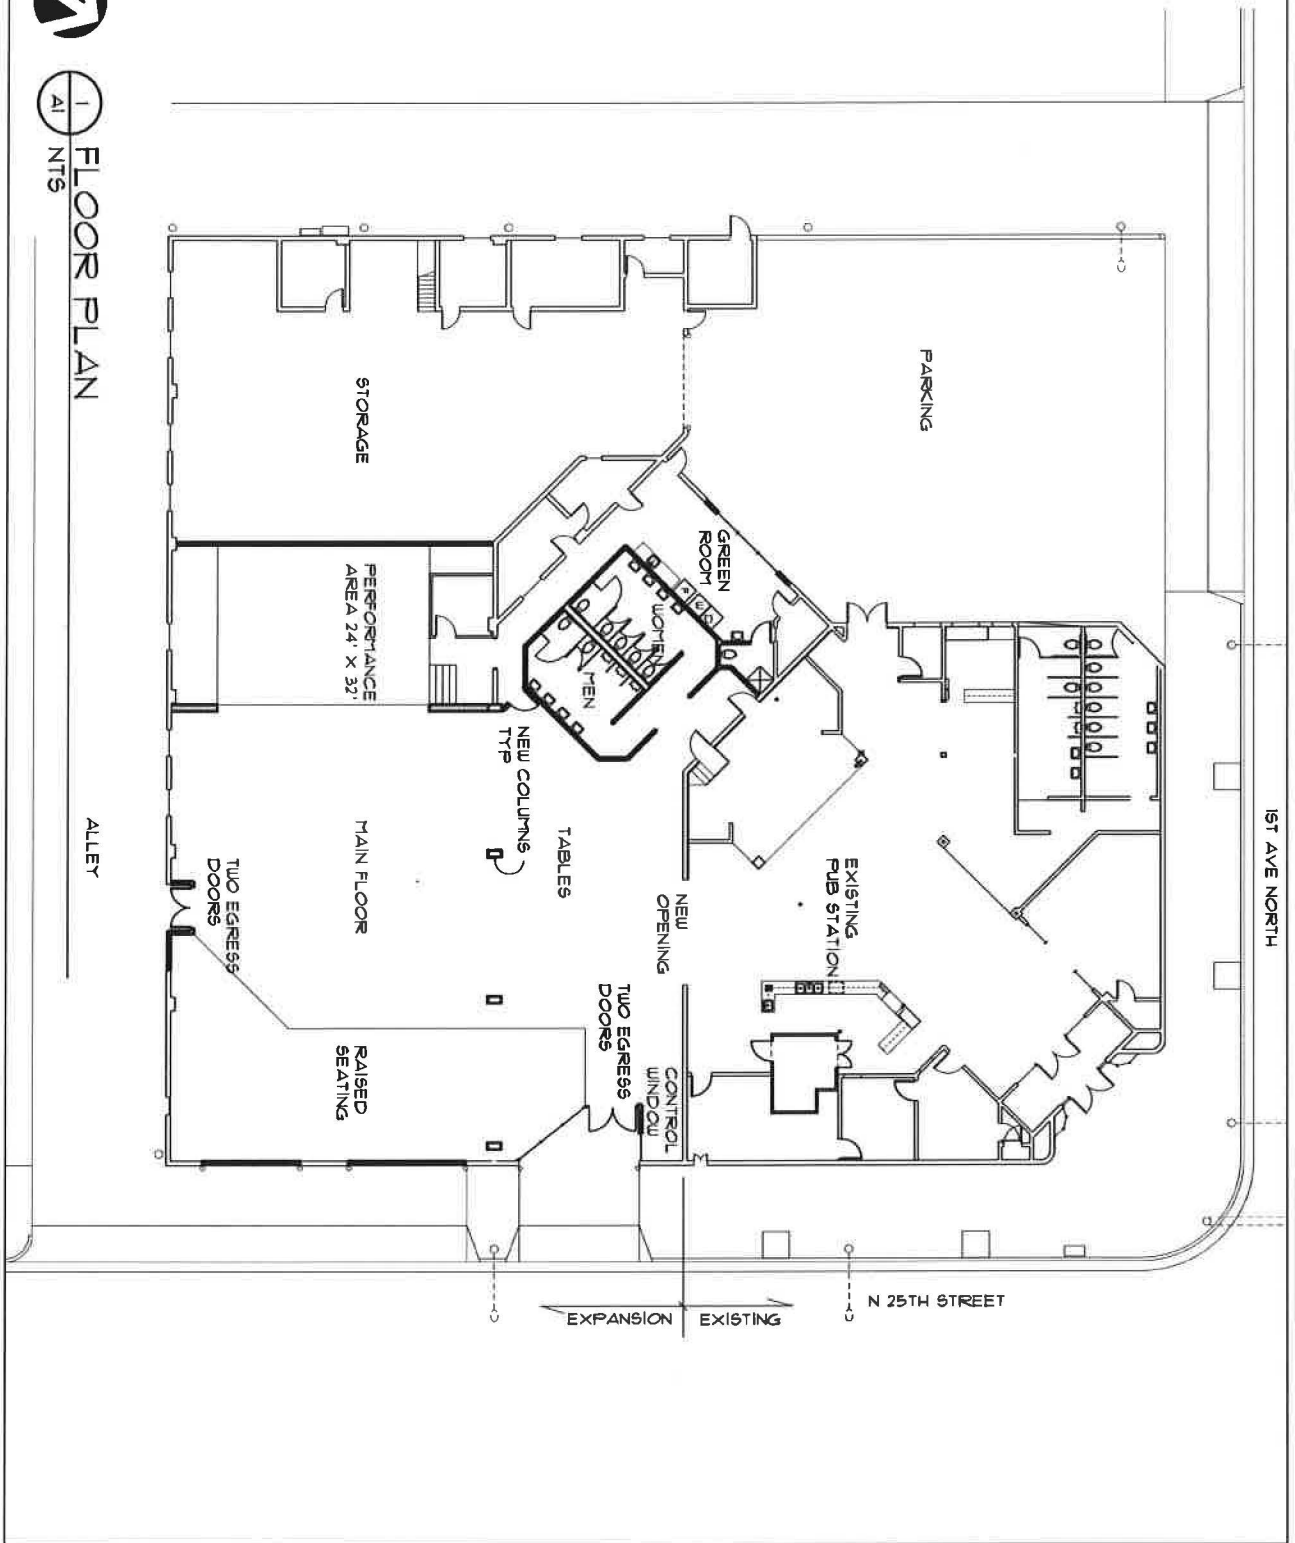 1
A1
FLOOR PLAN
NTS
1ST AVE NORTH
PARKING
STORAGE
GREEN
ROOM
WOMEN
MEN
PERFORMANCE
AREA 24' X 32'
NEW COLUMNS
TYP
TABLES
MAIN FLOOR
NEW
OPENING
EXISTING
PUB STATION
TWO EGRESS
DOORS
TWO EGRESS
DOORS
CONTROL
WINDOW
RAISED
SEATING
ALLEY
EXPANSION
EXISTING
N 25TH STREET